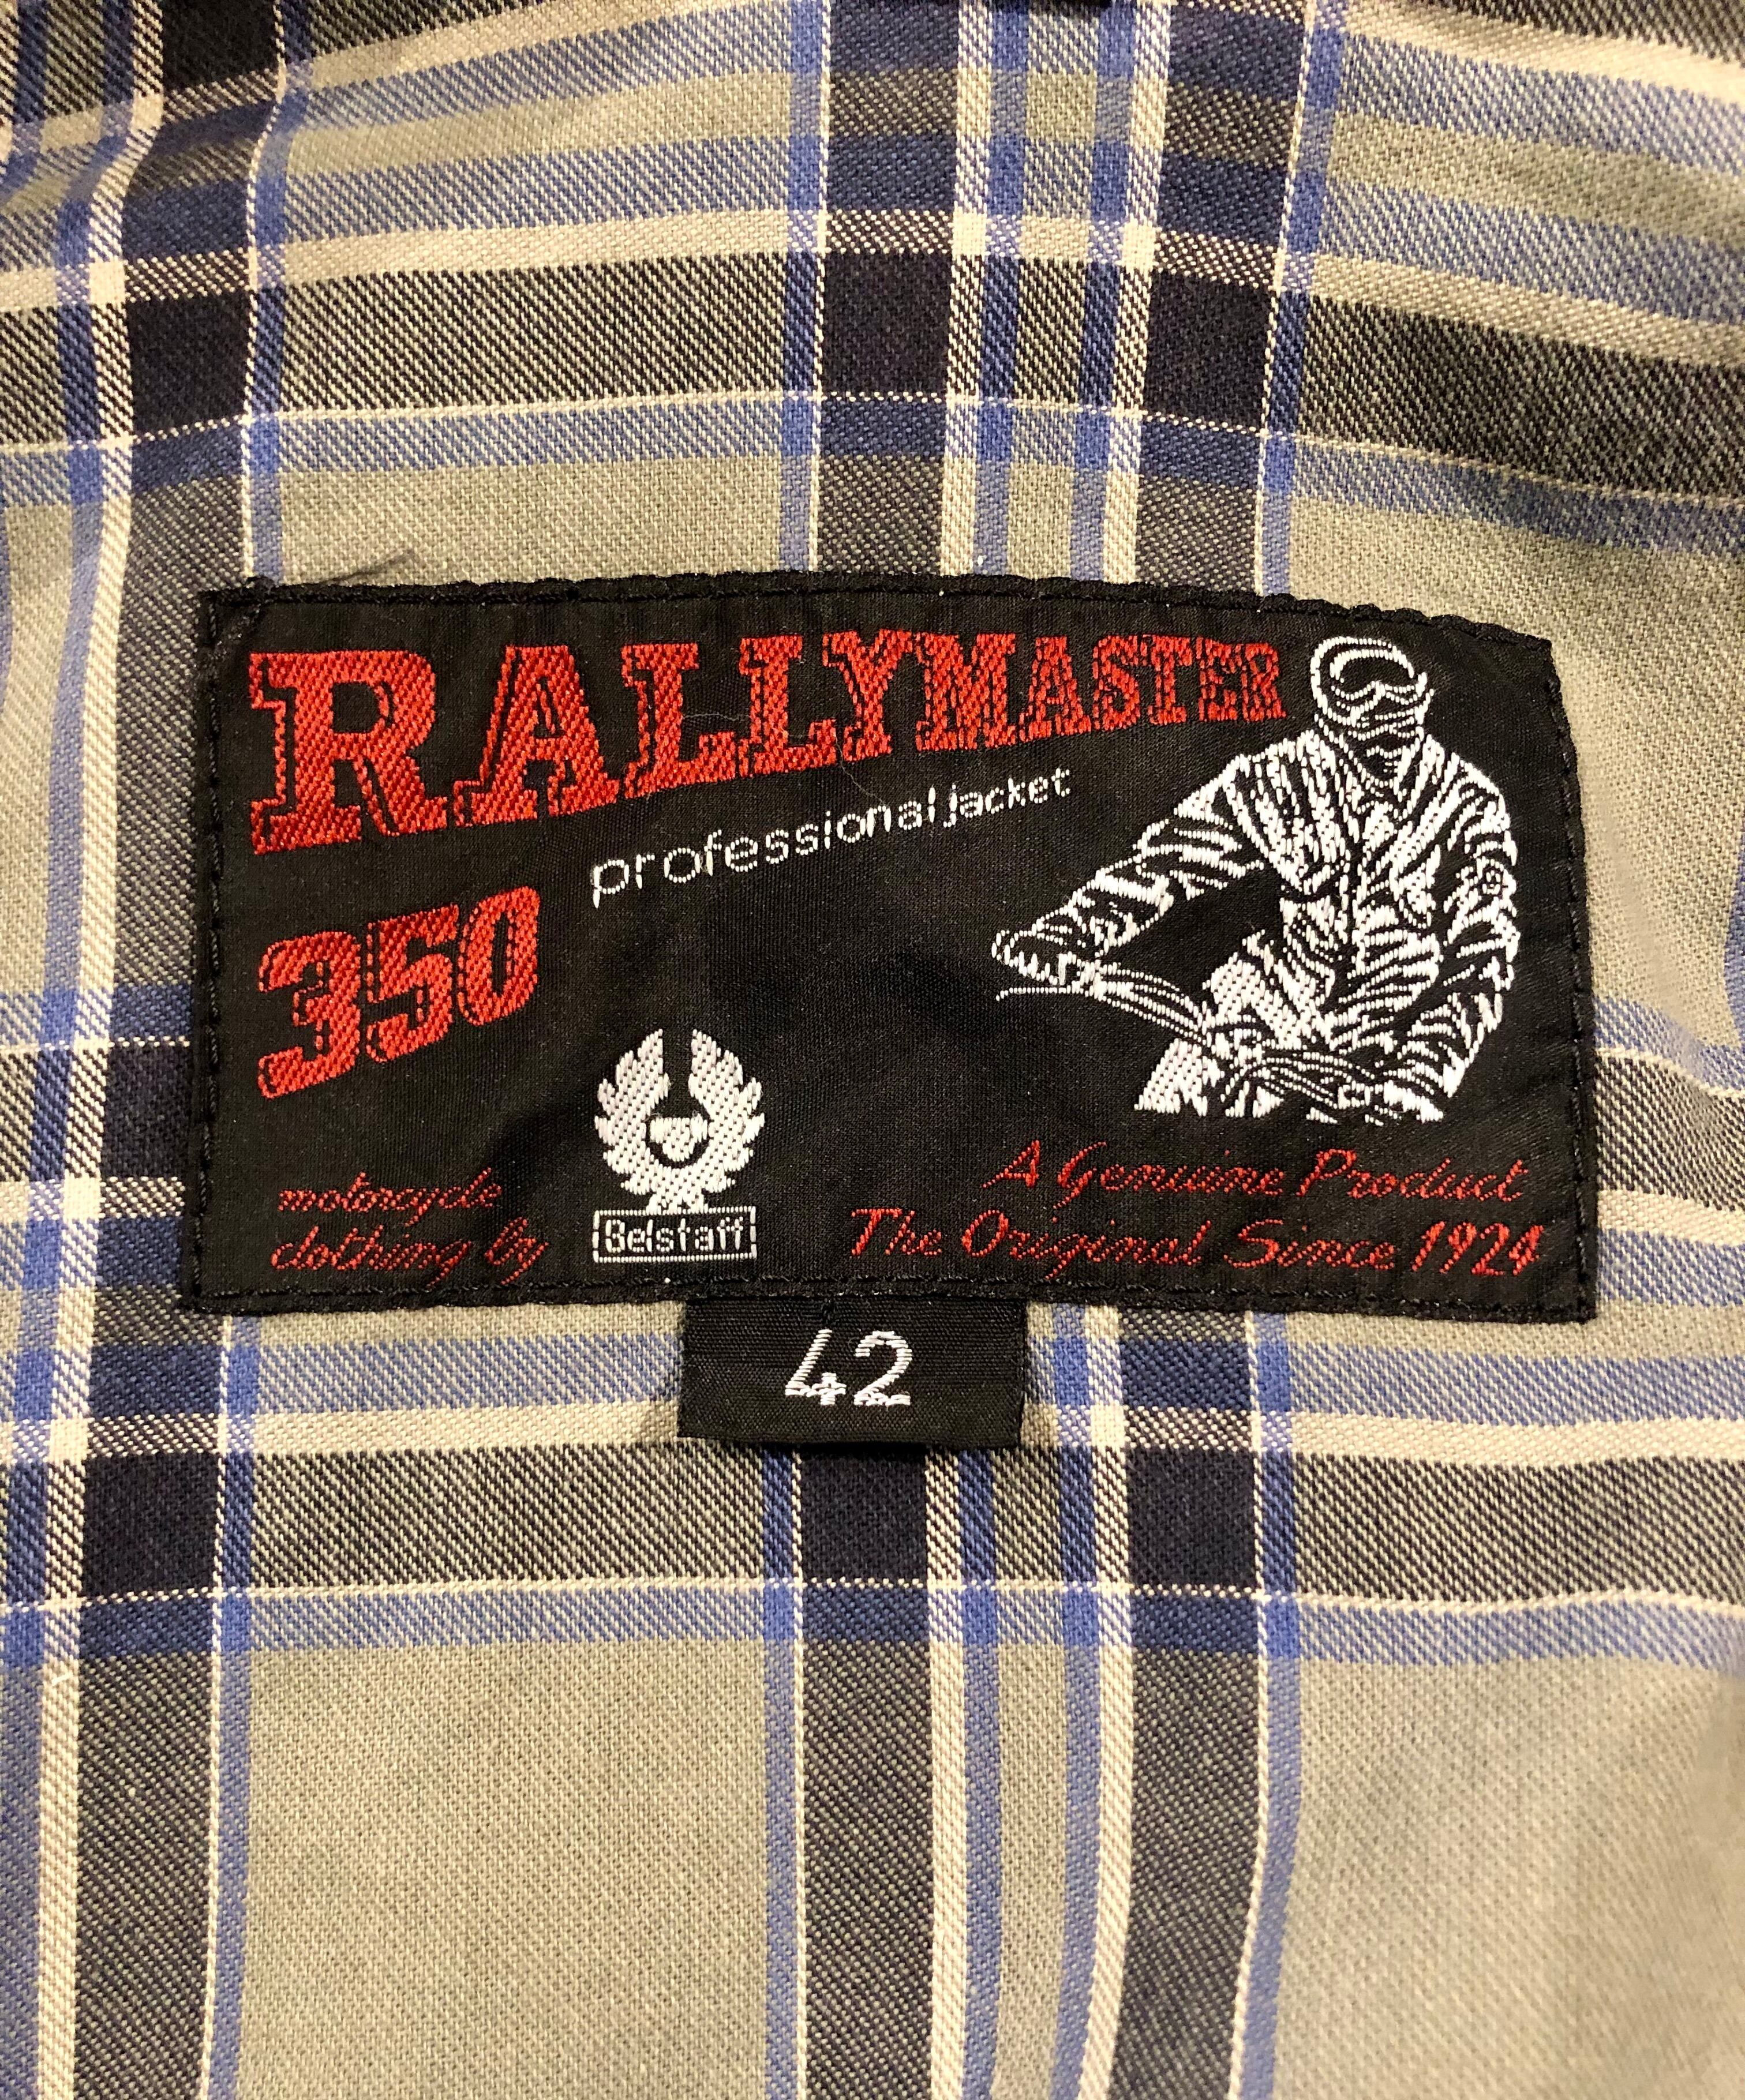 RALLYMASTER
professional jacket
350
motorcycle
clothing by
Belstaff
A Genuine Product
The Original Since 1924
42